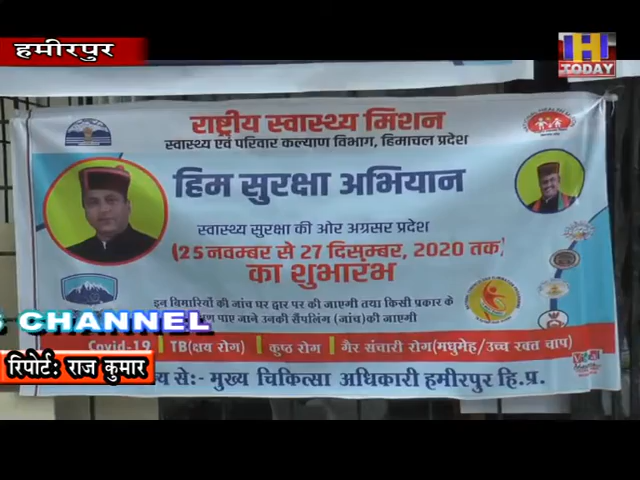 हमीरपुर
H
TODAY
राष्ट्रीय स्वास्थ्य मिशन
स्वास्थ्य एवं परिवार कल्याण विभाग, हिमाचल प्रदेश
हिम सुरक्षा अभियान
स्वास्थ्य सुरक्षा की ओर अग्रसर प्रदेश
(25 नवम्बर से 27 दिसम्बर, 2020 तक)
का शुभारंभ
इन बिमारियों की जांच घर द्वार पर की जाएगी तथा किसी प्रकार के
पाए जाने उनकी सैंपलिंग (जांच) की जाएगी
CHANNEL
Covid-19 | TB(क्षय रोग) | कुष्ठ रोग | गैर संचारी रोग(मधुमेह/उच्च रक्त चाप)
रिपोर्ट: राज कुमार
से:- मुख्य चिकित्सा अधिकारी हमीरपुर हि.प्र.